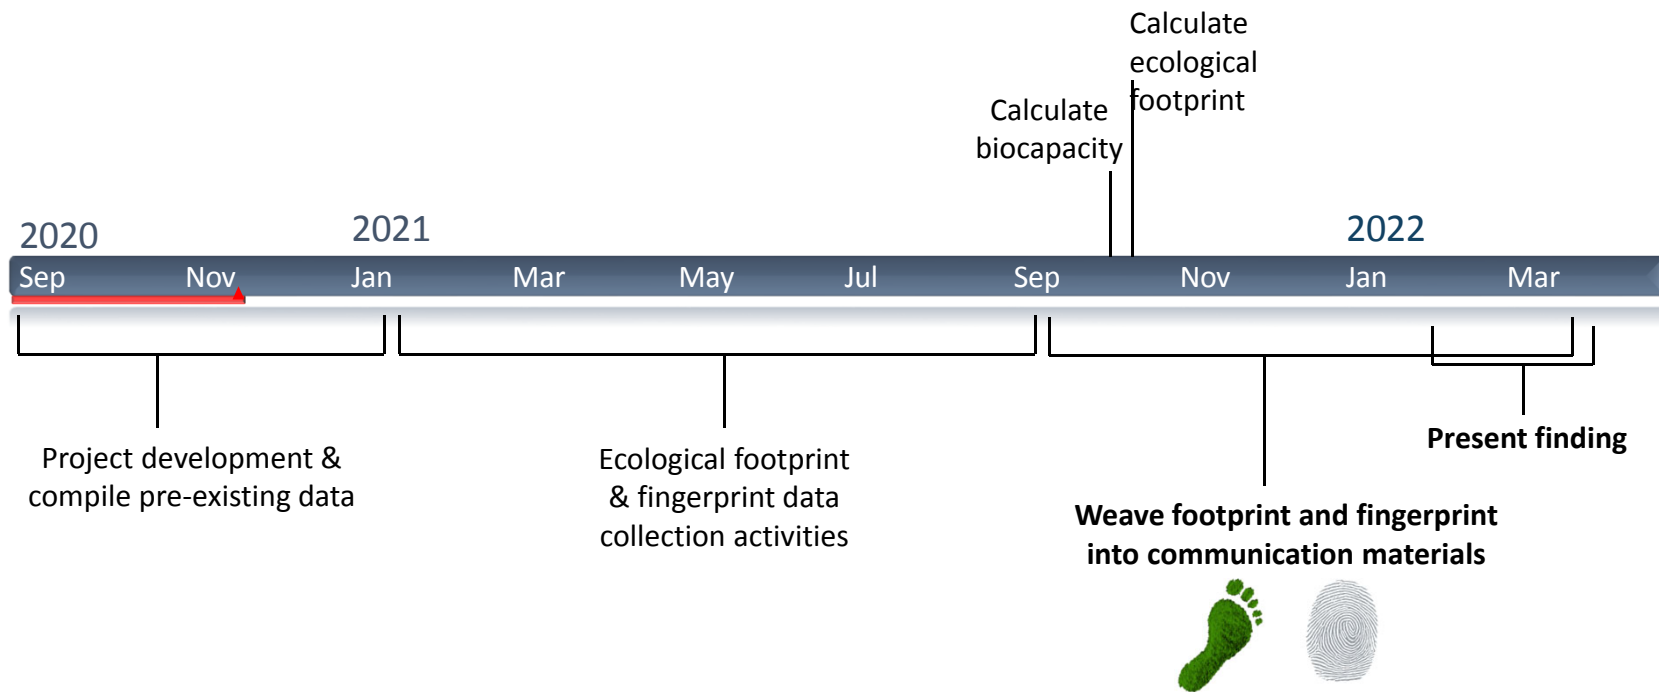 Calculate
ecological
footprint
Calculate
biocapacity
2020
2021
2022
Sep
Nov
Jan
Mar
May
Jul
Sep
Nov
Jan
Mar
Project development &
compile pre-existing data
Ecological footprint
& fingerprint data
collection activities
Present finding
Weave footprint and fingerprint
into communication materials